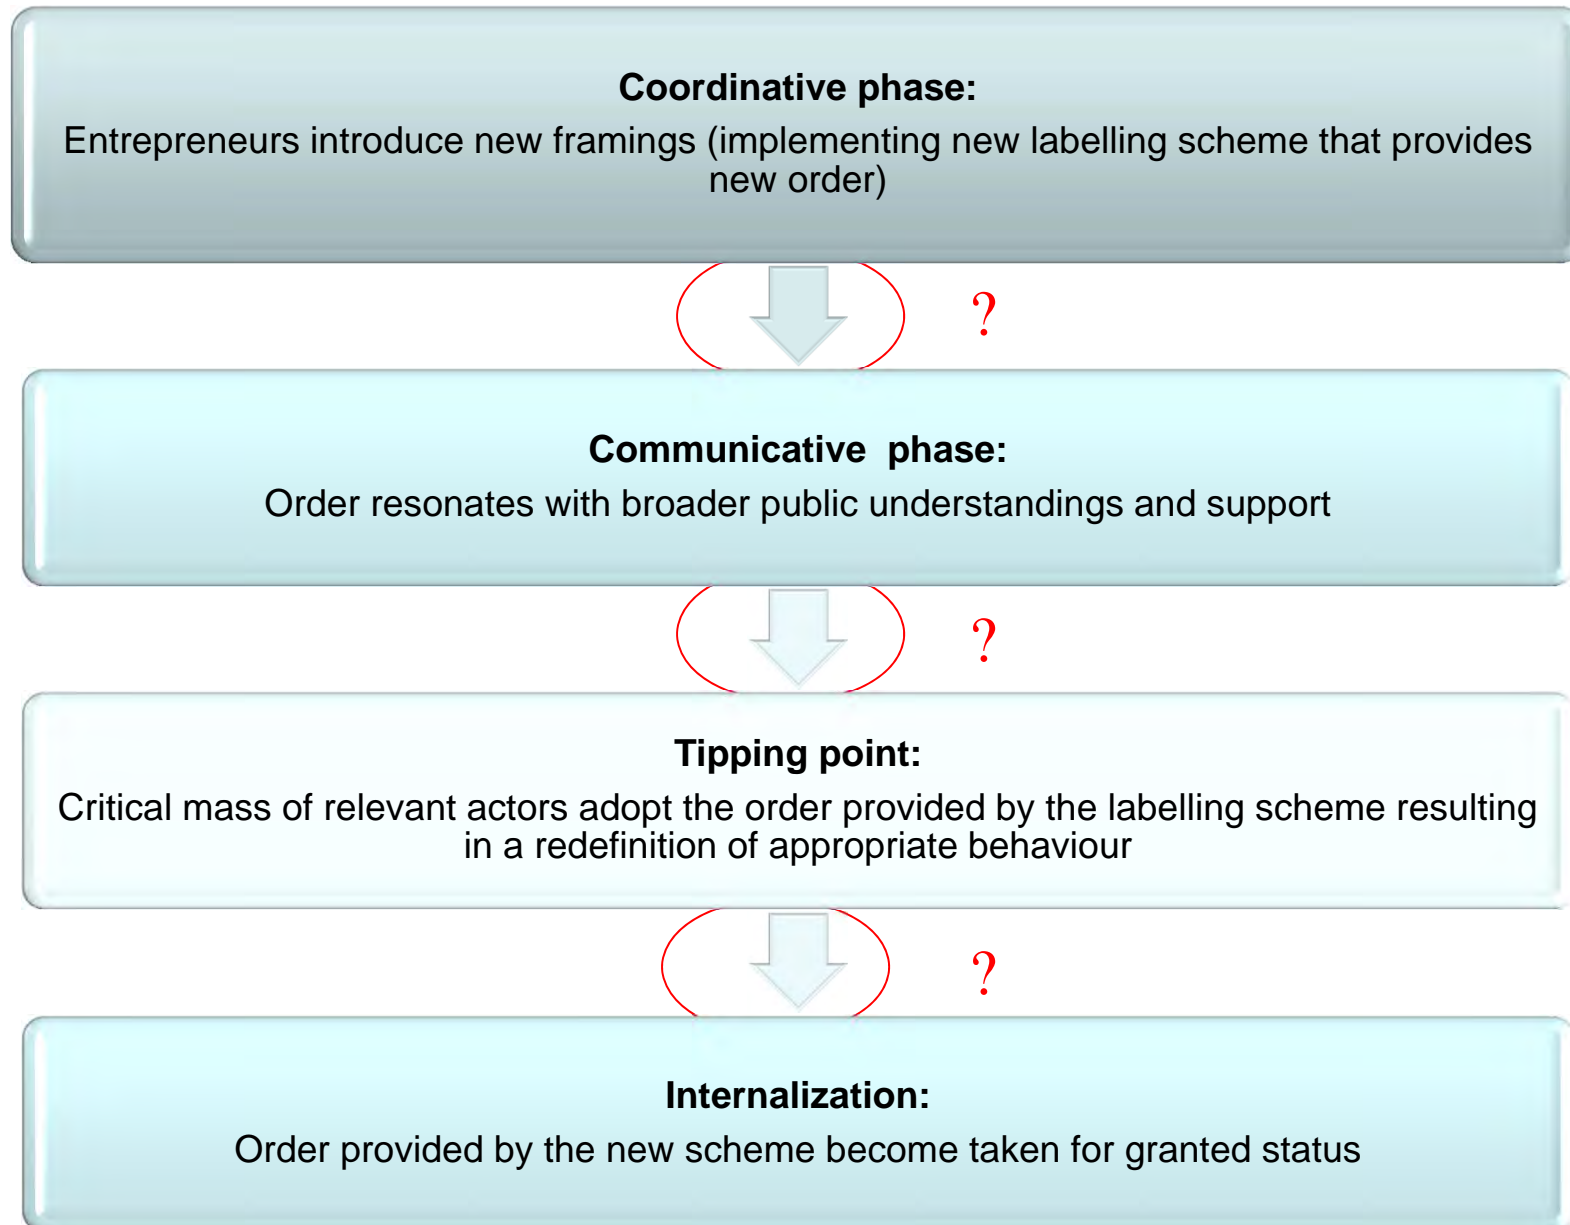 Coordinative phase:
Entrepreneurs introduce new framings (implementing new labelling scheme that provides
new order)
?
Communicative phase:
Order resonates with broader public understandings and support
?
Tipping point:
Critical mass of relevant actors adopt the order provided by the labelling scheme resulting
in a redefinition of appropriate behaviour
?
Internalization:
Order provided by the new scheme become taken for granted status